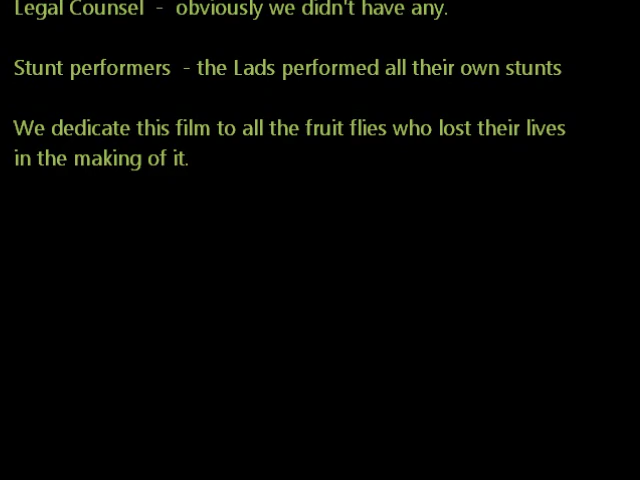 Legal Counsel  -  obviously we didn't have any.
Stunt performers  - the Lads performed all their own stunts
We dedicate this film to all the fruit flies who lost their lives
in the making of it.